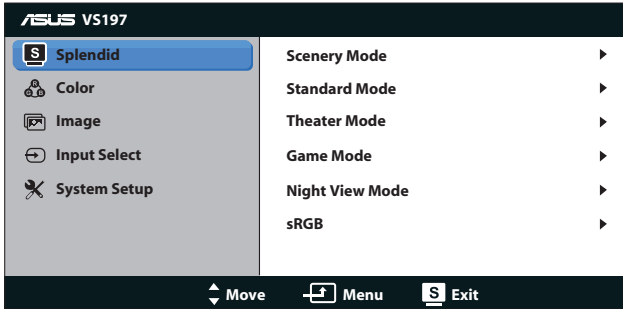 ASUS VS197
S Splendid
Color
Image
Input Select
System Setup
Scenery Mode
Standard Mode
Theater Mode
Game Mode
Night View Mode
sRGB
Move Menu S Exit